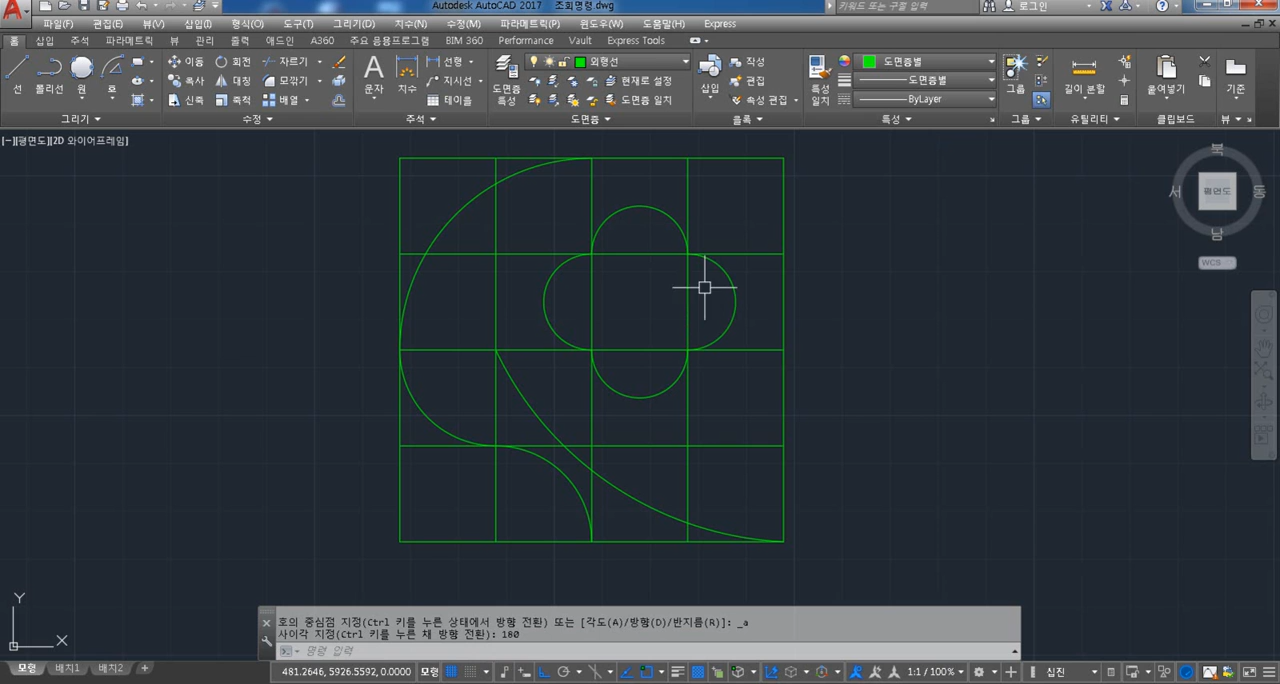 Autodesk AutoCAD 2017 조회명령.dwg
키워드 또는 구절 입력
로그인
파일(F) 편집(E) 뷰(V) 삽입(I) 형식(O) 도구(T) 그리기(D) 치수(N) 수정(M) 파라메트릭(P) 윈도우(W) 도움말(H) Express
홈 삽입 주석 파라메트릭 뷰 관리 출력 애드인 A360 주요 응용프로그램 BIM 360 Performance Vault Express Tools
이동 회전 자르기 선형 외형선 작성 도면층별
선 폴리선 원 호 복사 대칭 모깎기 문자 치수 지시선 도면층 특성 현재로 설정 삽입 편집 특성 일치 도면층별 그룹 길이 분할 붙여넣기 기준
신축 축척 배열 테이블 도면층 일치 속성 편집 ByLayer
그리기 수정 주석 도면층 블록 특성 그룹 유틸리티 클립보드 뷰
[-][평면도][2D 와이어프레임]
북
서 평면도 동
남
WCS
Y
X
호의 중심점 지정(Ctrl 키를 누른 상태에서 방향 전환) 또는 [각도(A)/방향(D)/반지름(R)]: _a
사이각 지정(Ctrl 키를 누른 채 방향 전환): 180
명령 입력
모형 배치1 배치2 +
481.2646, 5926.5592, 0.0000 모형 1:1 / 100% 십진